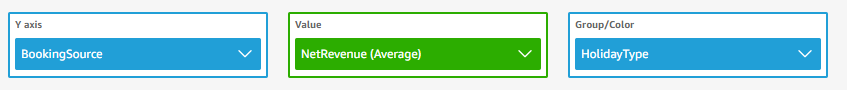 Y axis
BookingSource
Value
NetRevenue (Average)
Group/Color
HolidayType